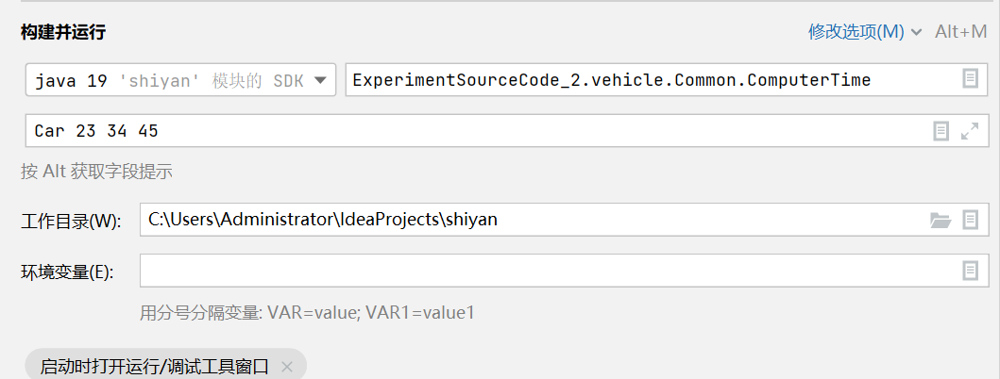 构建并运行 修改选项(M) Alt+M
java 19 'shiyan' 模块的 SDK ExperimentSourceCode_2.vehicle.Common.ComputerTime
Car 23 34 45
按 Alt 获取字段提示
工作目录(W): C:\Users\Administrator\IdeaProjects\shiyan
环境变量(E):
用分号分隔变量: VAR=value; VAR1=value1
启动时打开运行/调试工具窗口 ×